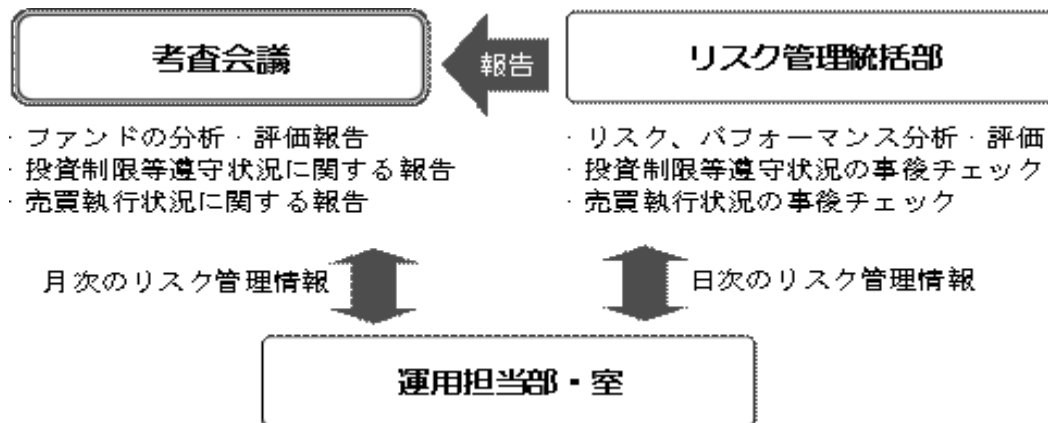 考査会議
報告
リスク管理統括部
· ファンドの分析・評価報告
· 投資制限等遵守状況に関する報告
· 売買執行状況に関する報告
· リスク、パフォーマンス分析・評価
· 投資制限等遵守状況の事後チェック
· 売買執行状況の事後チェック
月次のリスク管理情報
日次のリスク管理情報
運用担当部・室